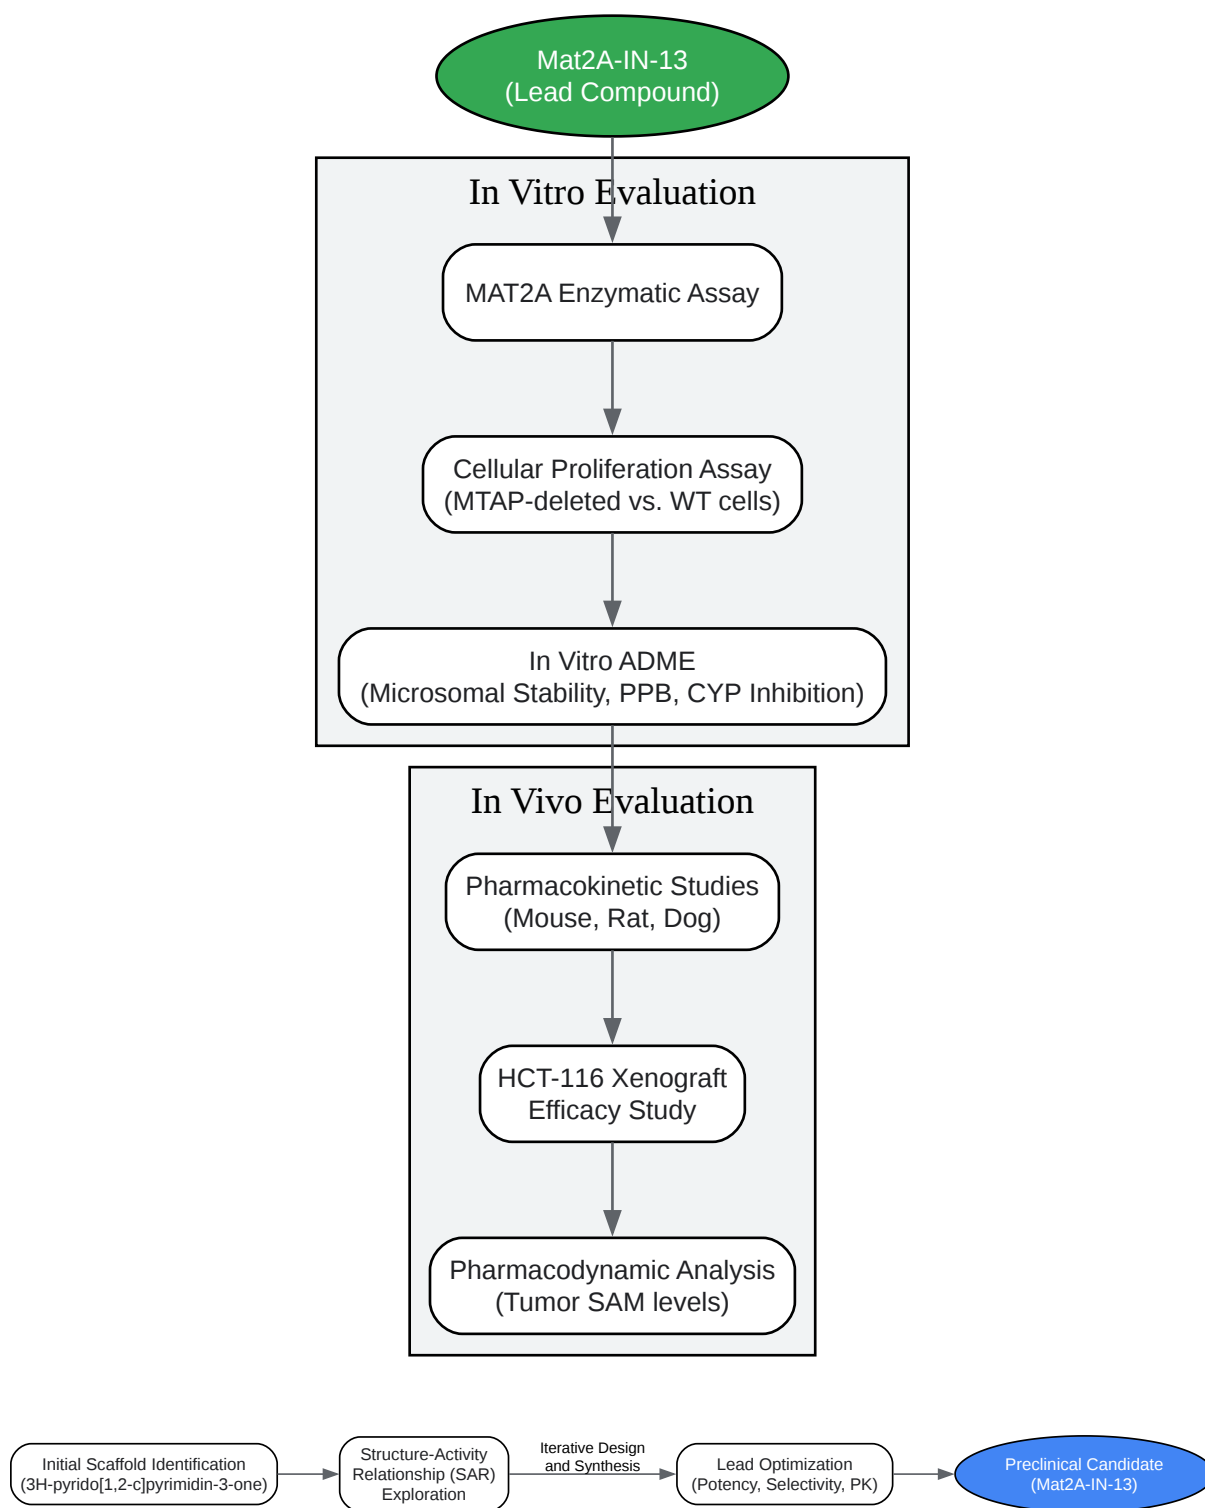 Mat2A-IN-13
(Lead Compound)
In Vitro Evaluation
MAT2A Enzymatic Assay
Cellular Proliferation Assay
(MTAP-deleted vs. WT cells)
In Vitro ADME
(Microsomal Stability, PPB, CYP Inhibition)
In Vivo Evaluation
Pharmacokinetic Studies
(Mouse, Rat, Dog)
HCT-116 Xenograft
Efficacy Study
Pharmacodynamic Analysis
(Tumor SAM levels)
Initial Scaffold Identification
(3H-pyrido[1,2-c]pyrimidin-3-one)
Structure-Activity
Relationship (SAR)
Exploration
Iterative Design
and Synthesis
Lead Optimization
(Potency, Selectivity, PK)
Preclinical Candidate
(Mat2A-IN-13)